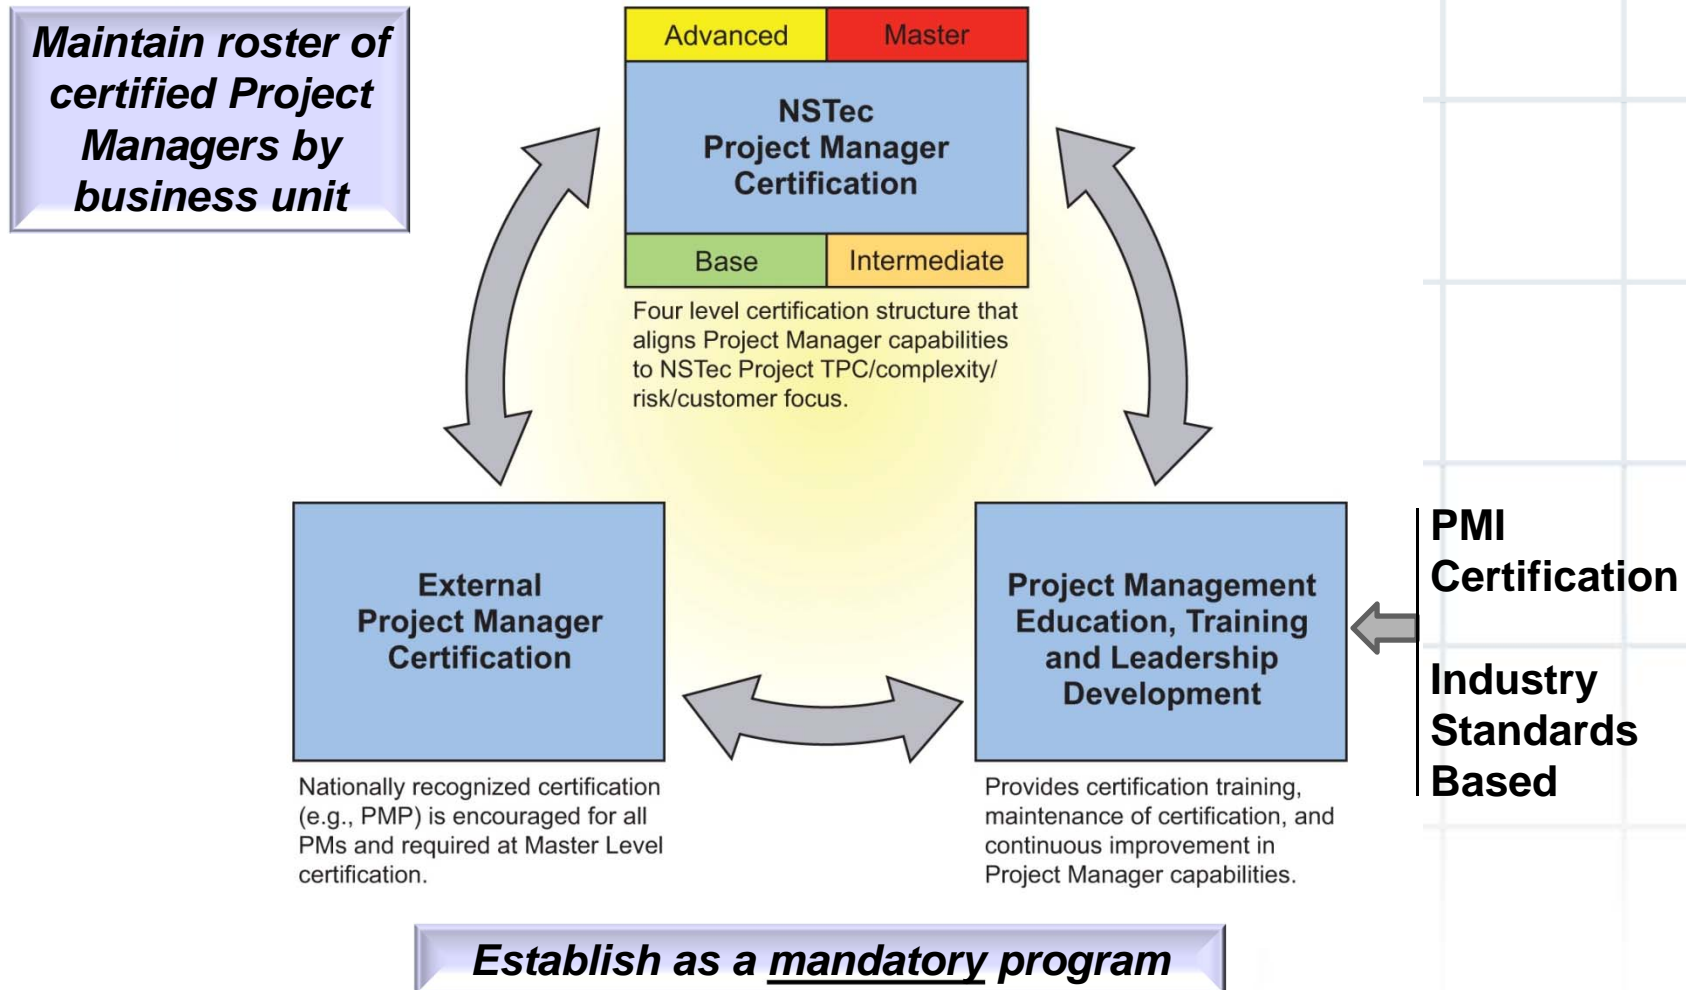 Maintain roster of
certified Project
Managers by
business unit
Advanced
Master
NSTec
Project Manager
Certification
Base
Intermediate
Four level certification structure that
aligns Project Manager capabilities
to NSTec Project TPC/complexity/
risk/customer focus.
External
Project Manager
Certification
Nationally recognized certification
(e.g., PMP) is encouraged for all
PMs and required at Master Level
certification.
Project Management
Education, Training
and Leadership
Development
Provides certification training,
maintenance of certification, and
continuous improvement in
Project Manager capabilities.
PMI
Certification
Industry
Standards
Based
Establish as a mandatory program